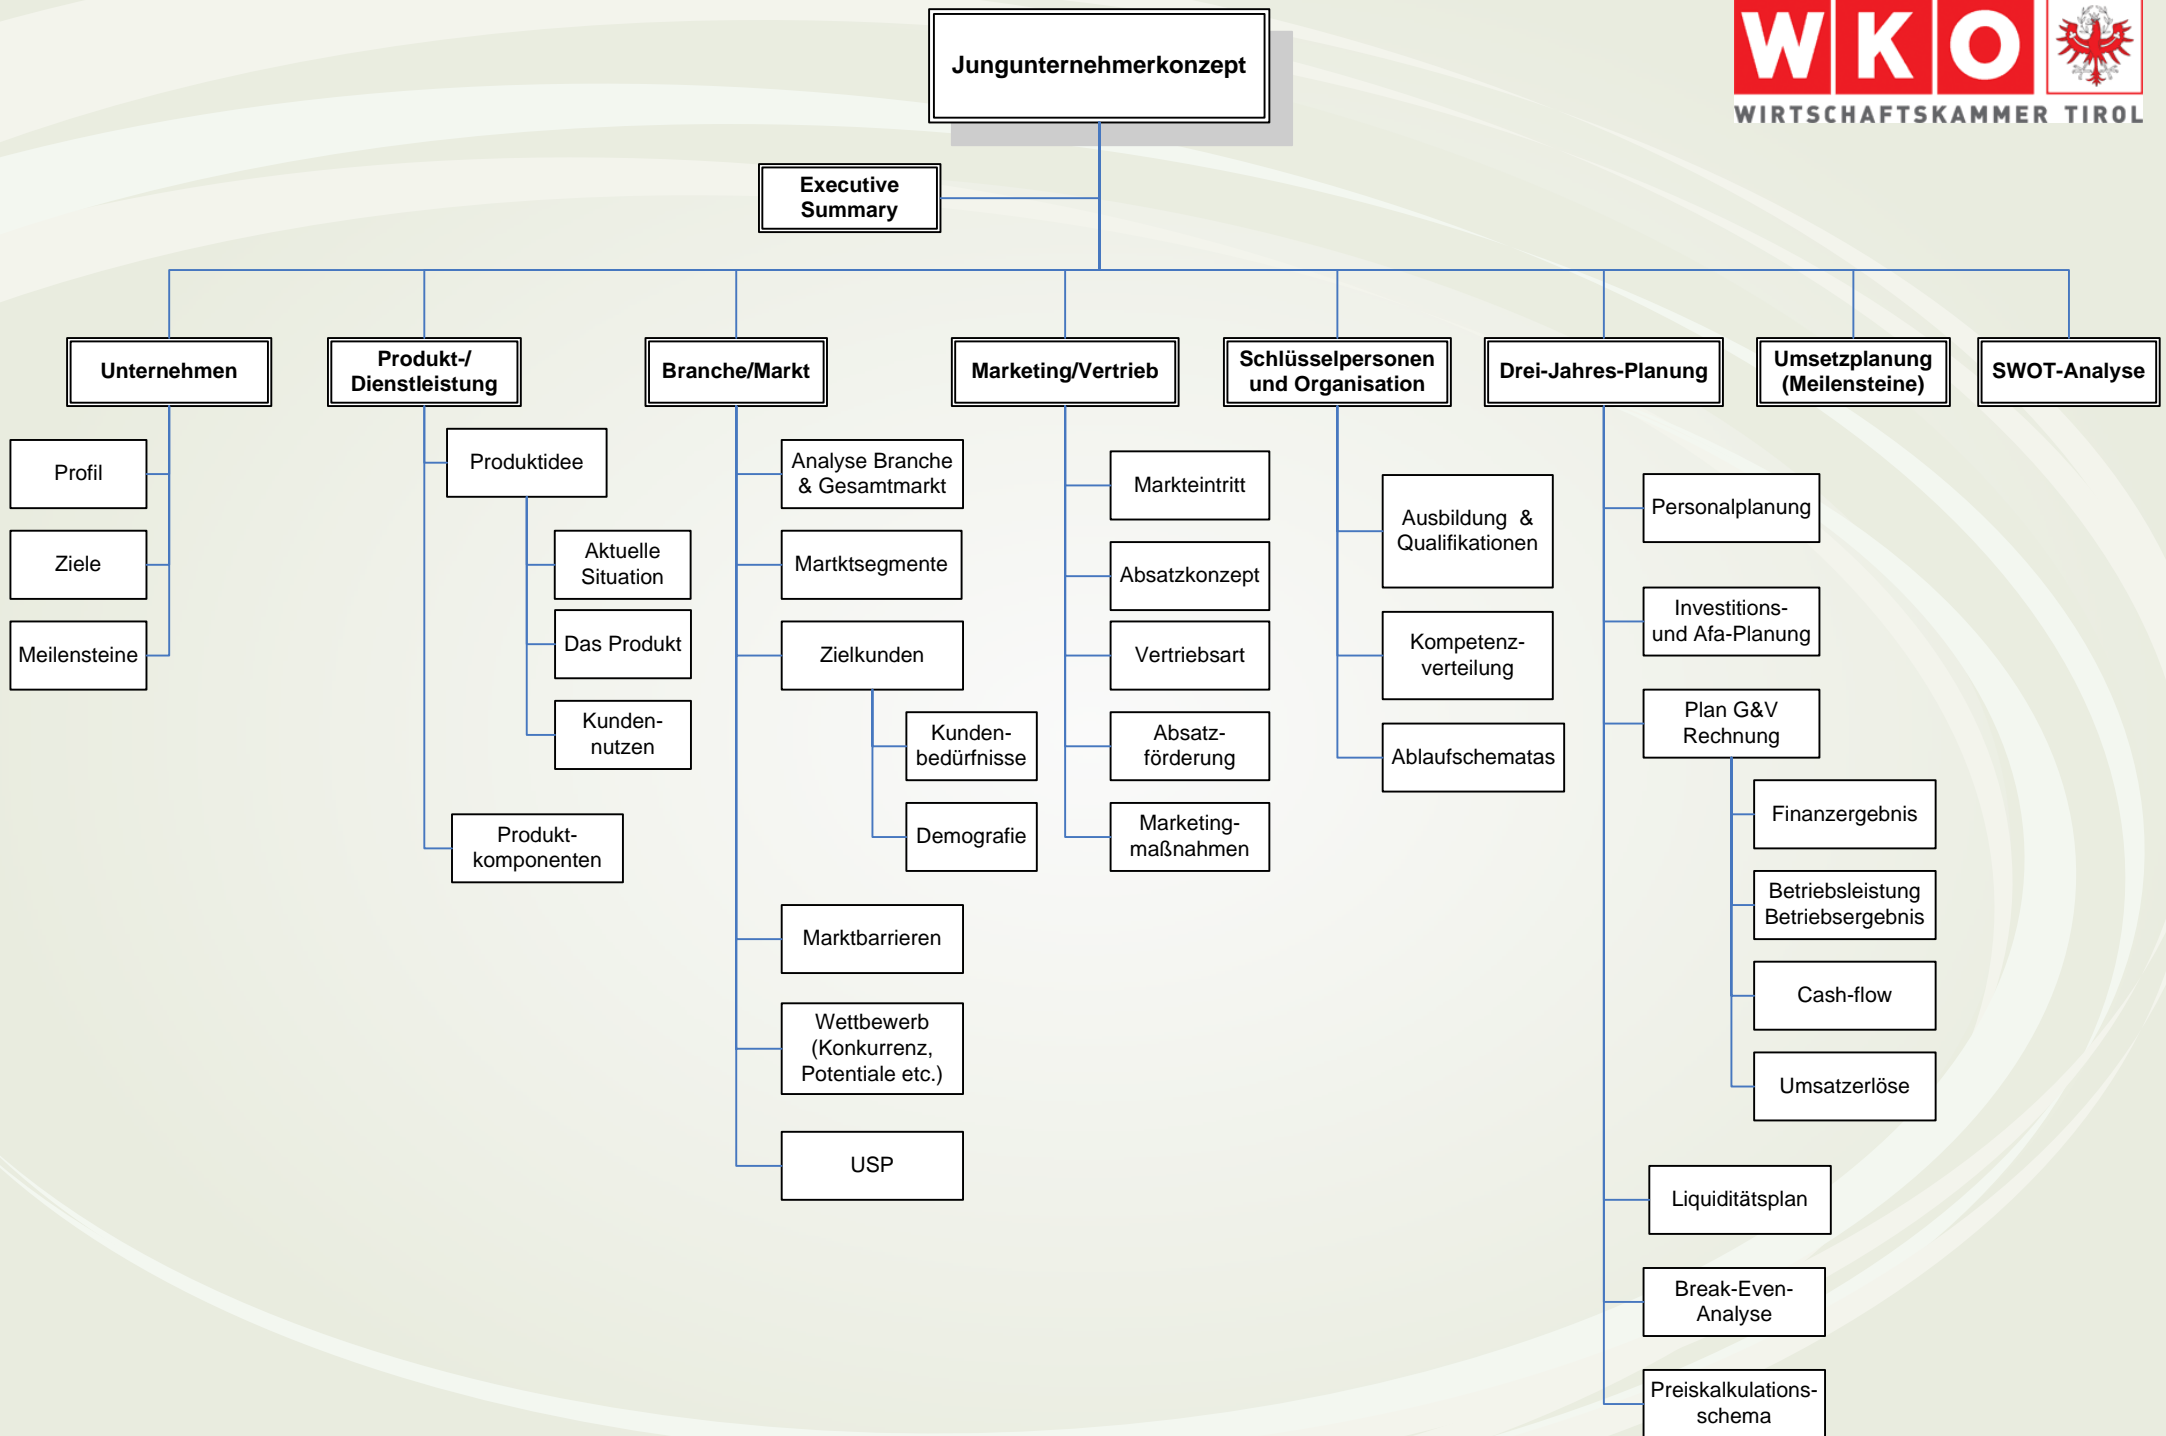 Jungunternehmerkonzept
WKO
WIRTSCHAFTSKAMMER TIROL
Executive
Summary
Unternehmen
Profil
Ziele
Meilensteine
Produkt-/
Dienstleistung
Produktidee
Aktuelle
Situation
Das Produkt
Kunden-
nutzen
Produkt-
komponenten
Branche/Markt
Analyse Branche
& Gesamtmarkt
Martktsegmente
Zielkunden
Kunden-
bedürfnisse
Demografie
Marktbarrieren
Wettbewerb
(Konkurrenz,
Potentiale etc.)
USP
Marketing/Vertrieb
Markteintritt
Absatzkonzept
Vertriebsart
Absatz-
förderung
Marketing-
maßnahmen
Schlüsselpersonen
und Organisation
Ausbildung &
Qualifikationen
Kompetenz-
verteilung
Ablaufschematas
Drei-Jahres-Planung
Personalplanung
Investitions-
und Afa-Planung
Plan G&V
Rechnung
Finanzergebnis
Betriebsleistung
Betriebsergebnis
Cash-flow
Umsatzerlöse
Liquiditätsplan
Break-Even-
Analyse
Preiskalkulations-
schema
Umsetzplanung
(Meilensteine)
SWOT-Analyse